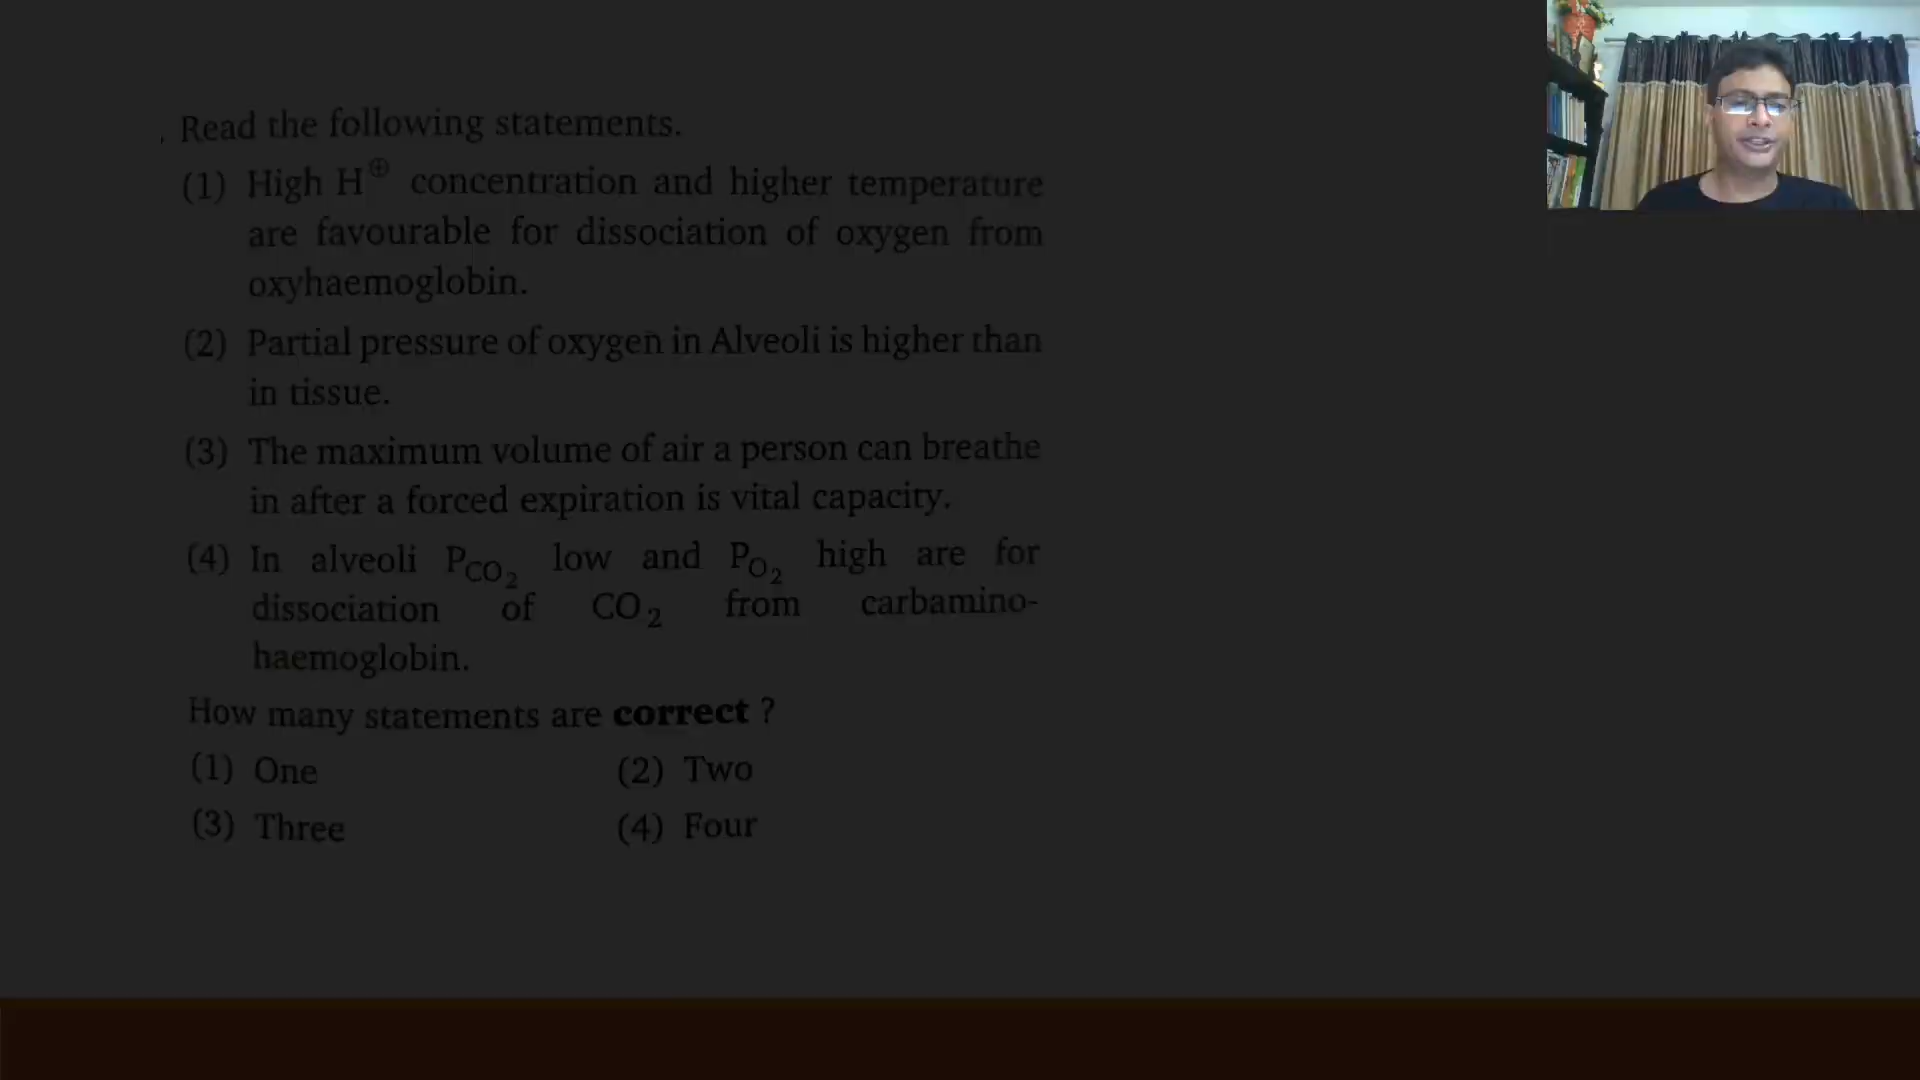 Read the following statements.
(1) High H⊕ concentration and higher temperature
are favourable for dissociation of oxygen from
oxyhaemoglobin.
(2) Partial pressure of oxygen in Alveoli is higher than
in tissue.
(3) The maximum volume of air a person can breathe
in after a forced expiration is vital capacity.
(4) In alveoli P_CO₂ low and P_O₂ high are for
dissociation of CO₂ from carbamino-
haemoglobin.
How many statements are correct ?
(1) One (2) Two
(3) Three (4) Four